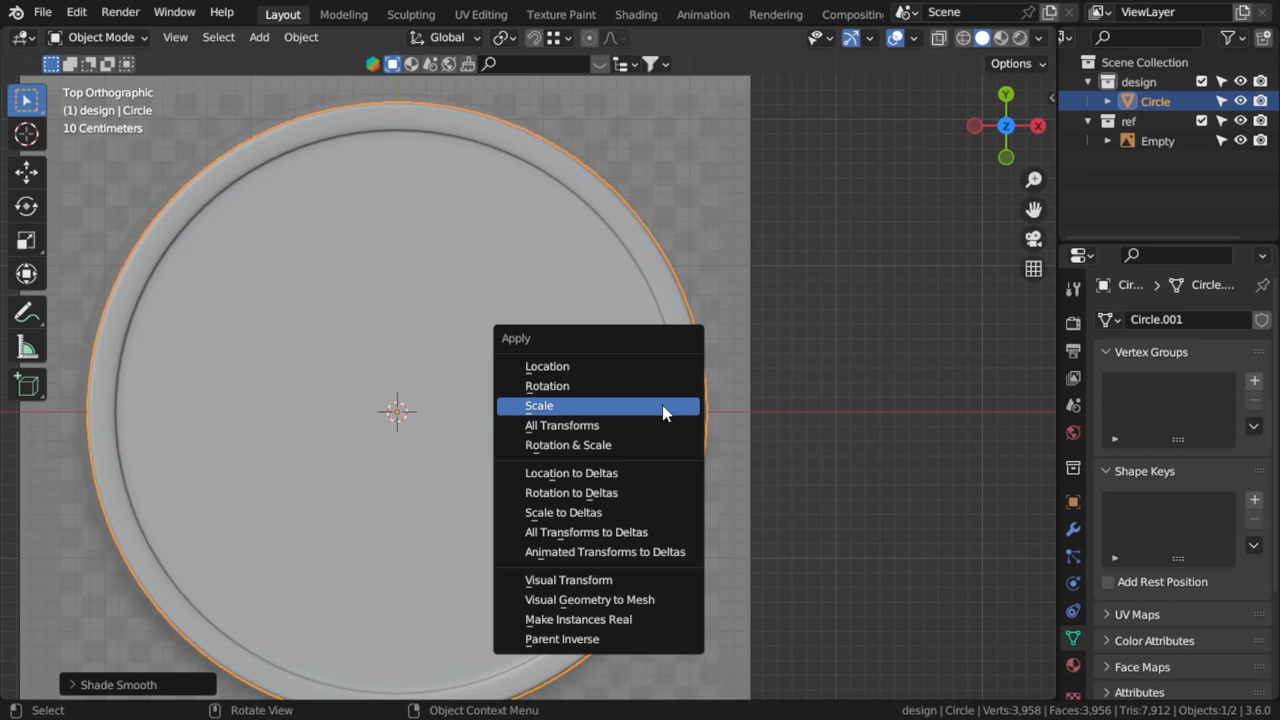 File Edit Render Window Help Layout Modeling Sculpting UV Editing Texture Paint Shading Animation Rendering Compositin Scene ViewLayer
Object Mode View Select Add Object Global
Options
Top Orthographic
(1) design | Circle
10 Centimeters
Y
X
Z
Scene Collection
design
Circle
ref
Empty
Cir... > Circle....
Circle.001
Vertex Groups
Shape Keys
Add Rest Position
UV Maps
Color Attributes
Face Maps
Attributes
Apply
Location
Rotation
Scale
All Transforms
Rotation & Scale
Location to Deltas
Rotation to Deltas
Scale to Deltas
All Transforms to Deltas
Animated Transforms to Deltas
Visual Transform
Visual Geometry to Mesh
Make Instances Real
Parent Inverse
Shade Smooth
Select Rotate View Object Context Menu design | Circle | Verts:3,958 | Faces:3,956 | Tris:7,912 | Objects:1/2 | 3.6.0